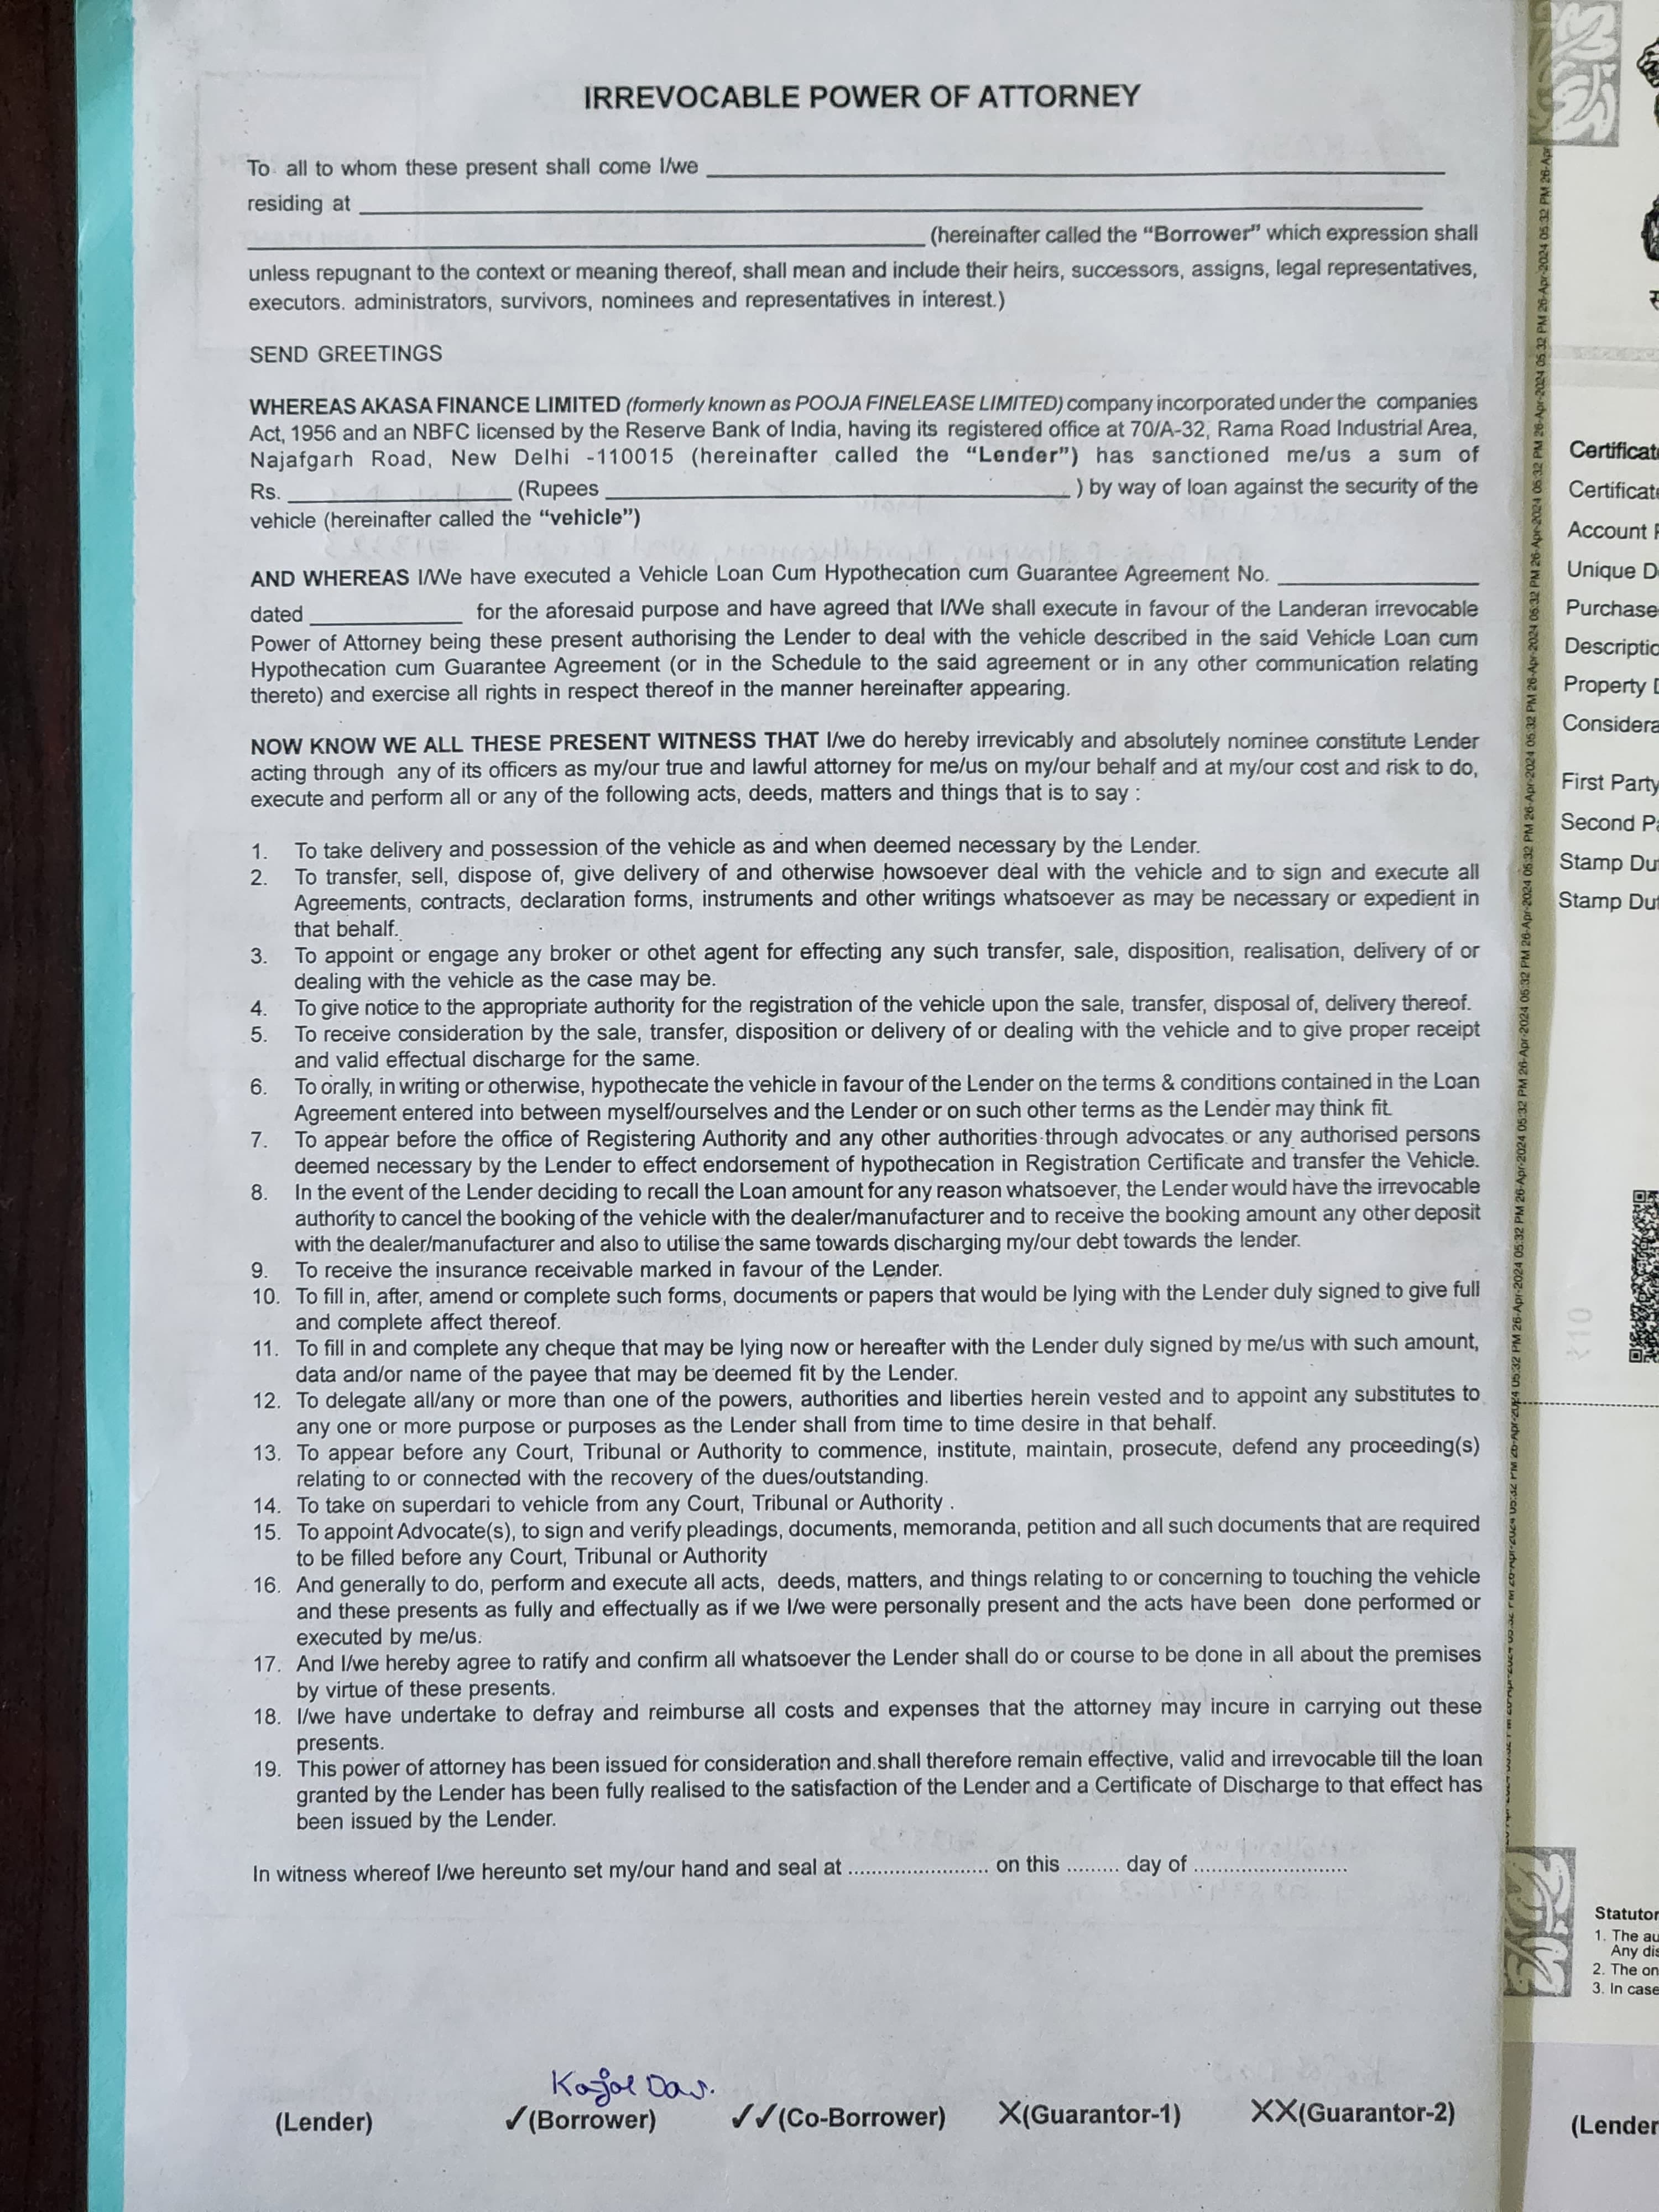 IRREVOCABLE POWER OF ATTORNEY
To all to whom these present shall come I/we
residing at
(hereinafter called the “Borrower” which expression shall
unless repugnant to the context or meaning thereof, shall mean and include their heirs, successors, assigns, legal representatives,
executors. administrators, survivors, nominees and representatives in interest.)
SEND GREETINGS
WHEREAS AKASA FINANCE LIMITED (formerly known as POOJA FINELEASE LIMITED) company incorporated under the companies
Act, 1956 and an NBFC licensed by the Reserve Bank of India, having its registered office at 70/A-32, Rama Road Industrial Area,
Najafgarh Road, New Delhi -110015 (hereinafter called the “Lender”) has sanctioned me/us a sum of
Rs. (Rupees ) by way of loan against the security of the
vehicle (hereinafter called the “vehicle”)
AND WHEREAS I/We have executed a Vehicle Loan Cum Hypothecation cum Guarantee Agreement No.
dated for the aforesaid purpose and have agreed that I/We shall execute in favour of the Landeran irrevocable
Power of Attorney being these present authorising the Lender to deal with the vehicle described in the said Vehicle Loan cum
Hypothecation cum Guarantee Agreement (or in the Schedule to the said agreement or in any other communication relating
thereto) and exercise all rights in respect thereof in the manner hereinafter appearing.
NOW KNOW WE ALL THESE PRESENT WITNESS THAT I/we do hereby irrevicably and absolutely nominee constitute Lender
acting through any of its officers as my/our true and lawful attorney for me/us on my/our behalf and at my/our cost and risk to do,
execute and perform all or any of the following acts, deeds, matters and things that is to say :
1. To take delivery and possession of the vehicle as and when deemed necessary by the Lender.
2. To transfer, sell, dispose of, give delivery of and otherwise howsoever deal with the vehicle and to sign and execute all
Agreements, contracts, declaration forms, instruments and other writings whatsoever as may be necessary or expedient in
that behalf.
3. To appoint or engage any broker or othet agent for effecting any such transfer, sale, disposition, realisation, delivery of or
dealing with the vehicle as the case may be.
4. To give notice to the appropriate authority for the registration of the vehicle upon the sale, transfer, disposal of, delivery thereof.
5. To receive consideration by the sale, transfer, disposition or delivery of or dealing with the vehicle and to give proper receipt
and valid effectual discharge for the same.
6. To orally, in writing or otherwise, hypothecate the vehicle in favour of the Lender on the terms & conditions contained in the Loan
Agreement entered into between myself/ourselves and the Lender or on such other terms as the Lender may think fit.
7. To appear before the office of Registering Authority and any other authorities through advocates or any authorised persons
deemed necessary by the Lender to effect endorsement of hypothecation in Registration Certificate and transfer the Vehicle.
8. In the event of the Lender deciding to recall the Loan amount for any reason whatsoever, the Lender would have the irrevocable
authority to cancel the booking of the vehicle with the dealer/manufacturer and to receive the booking amount any other deposit
with the dealer/manufacturer and also to utilise the same towards discharging my/our debt towards the lender.
9. To receive the insurance receivable marked in favour of the Lender.
10. To fill in, after, amend or complete such forms, documents or papers that would be lying with the Lender duly signed to give full
and complete affect thereof.
11. To fill in and complete any cheque that may be lying now or hereafter with the Lender duly signed by me/us with such amount,
data and/or name of the payee that may be deemed fit by the Lender.
12. To delegate all/any or more than one of the powers, authorities and liberties herein vested and to appoint any substitutes to
any one or more purpose or purposes as the Lender shall from time to time desire in that behalf.
13. To appear before any Court, Tribunal or Authority to commence, institute, maintain, prosecute, defend any proceeding(s)
relating to or connected with the recovery of the dues/outstanding.
14. To take on superdari to vehicle from any Court, Tribunal or Authority .
15. To appoint Advocate(s), to sign and verify pleadings, documents, memoranda, petition and all such documents that are required
to be filled before any Court, Tribunal or Authority
16. And generally to do, perform and execute all acts, deeds, matters, and things relating to or concerning to touching the vehicle
and these presents as fully and effectually as if we I/we were personally present and the acts have been done performed or
executed by me/us.
17. And I/we hereby agree to ratify and confirm all whatsoever the Lender shall do or course to be done in all about the premises
by virtue of these presents.
18. I/we have undertake to defray and reimburse all costs and expenses that the attorney may incure in carrying out these
presents.
19. This power of attorney has been issued for consideration and shall therefore remain effective, valid and irrevocable till the loan
granted by the Lender has been fully realised to the satisfaction of the Lender and a Certificate of Discharge to that effect has
been issued by the Lender.
In witness whereof I/we hereunto set my/our hand and seal at ........................ on this ......... day of ..........................
Kajol Das.
(Lender) ✓(Borrower) ✓✓(Co-Borrower) X(Guarantor-1) XX(Guarantor-2)
Certificate
Certificate
Account
Unique
Purchase
Property
First Party
Second
Stamp
Stamp
₹10
1. The
Any
2. The
3. In case
(Lender